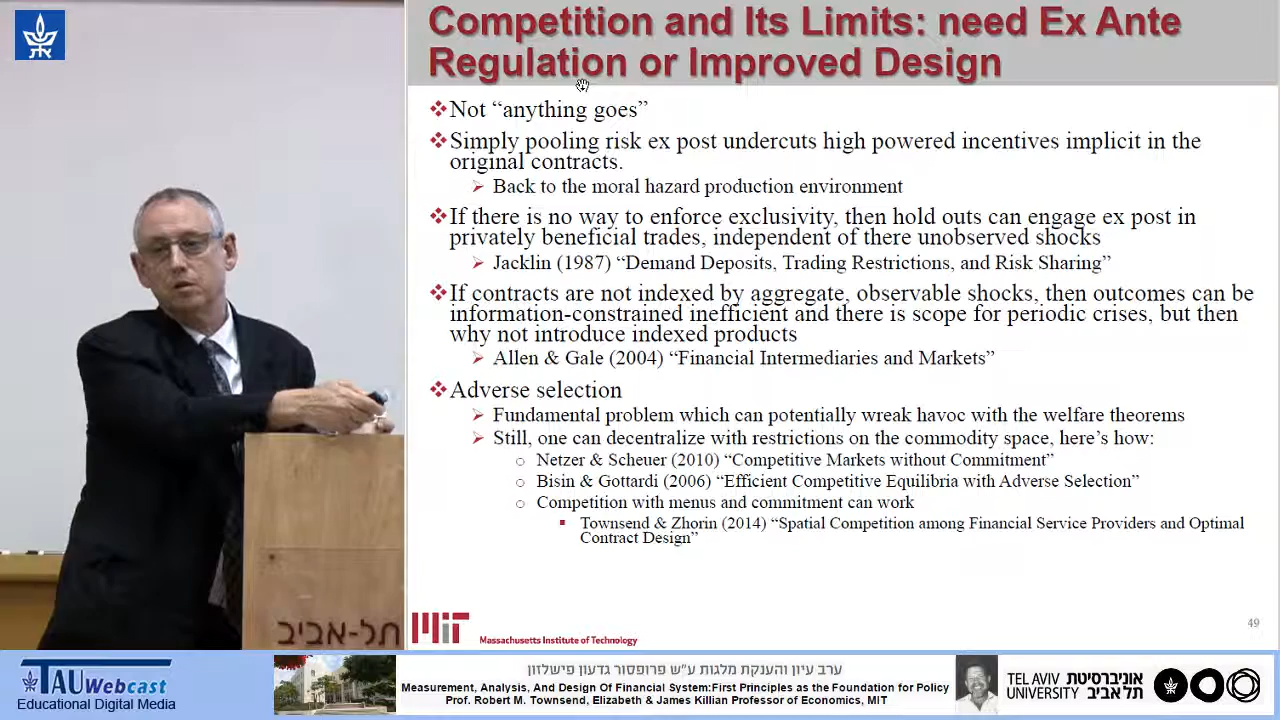 Competition and Its Limits: need Ex Ante
Regulation or Improved Design
Not “anything goes”
Simply pooling risk ex post undercuts high powered incentives implicit in the
original contracts.
Back to the moral hazard production environment
If there is no way to enforce exclusivity, then hold outs can engage ex post in
privately beneficial trades, independent of there unobserved shocks
Jacklin (1987) “Demand Deposits, Trading Restrictions, and Risk Sharing”
If contracts are not indexed by aggregate, observable shocks, then outcomes can be
information-constrained inefficient and there is scope for periodic crises, but then
why not introduce indexed products
Allen & Gale (2004) “Financial Intermediaries and Markets”
Adverse selection
Fundamental problem which can potentially wreak havoc with the welfare theorems
Still, one can decentralize with restrictions on the commodity space, here’s how:
Netzer & Scheuer (2010) “Competitive Markets without Commitment”
Bisin & Gottardi (2006) “Efficient Competitive Equilibria with Adverse Selection”
Competition with menus and commitment can work
Townsend & Zhorin (2014) “Spatial Competition among Financial Service Providers and Optimal
Contract Design”
49
תל-אביב
MIT
Massachusetts Institute of Technology
TAU Webcast
Educational Digital Media
ערב עיון והענקת מלגות ע"ש פרופסור גדעון פישלזון
Measurement, Analysis, And Design Of Financial System:First Principles as the Foundation for Policy
Prof. Robert M. Townsend, Elizabeth & James Killian Professor of Economics, MIT
TEL AVIV אוניברסיטת
UNIVERSITY תל אביב